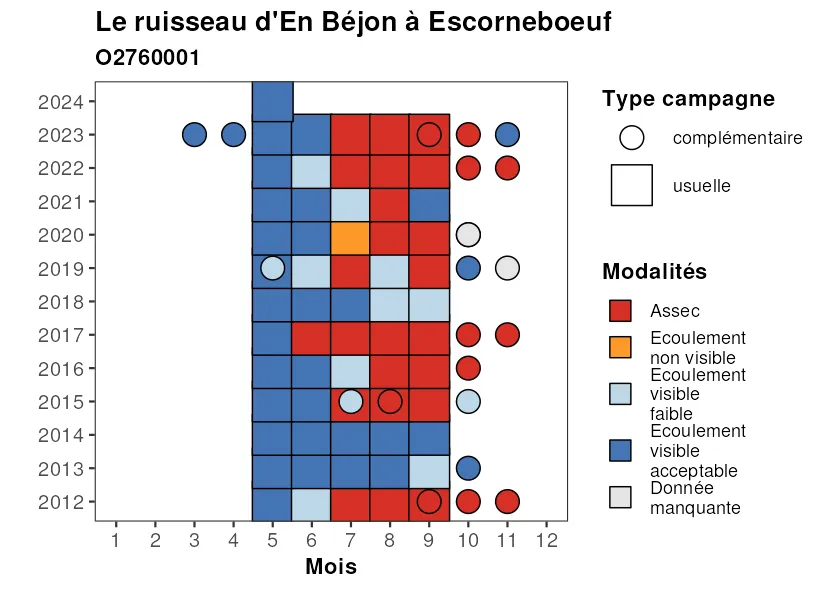 Le ruisseau d'En Béjon à Escorneboeuf
O2760001
2024
2023
2022
2021
2020
2019
2018
2017
2016
2015
2014
2013
2012
1 2 3 4 5 6 7 8 9 10 11 12
Mois
Type campagne
complémentaire
usuelle
Modalités
Assec
Ecoulement
non visible
Ecoulement
visible
faible
Ecoulement
visible
acceptable
Donnée
manquante